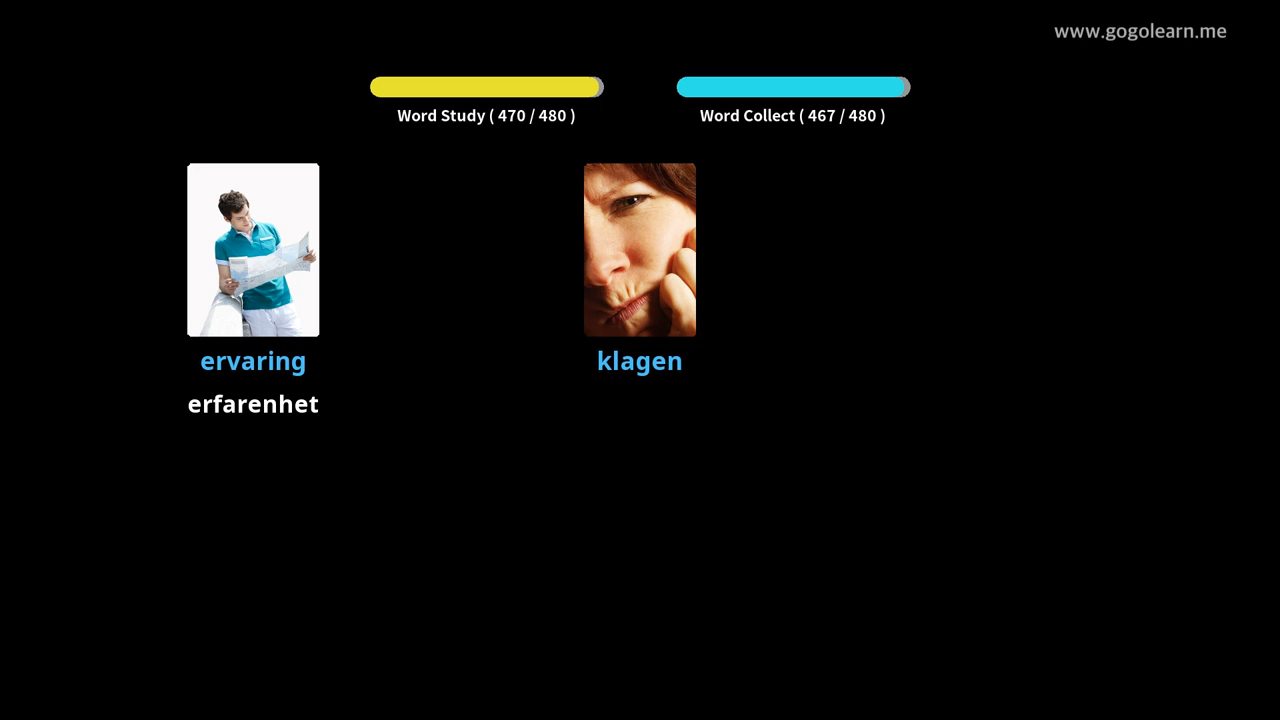 www.gogolearn.me
Word Study ( 470 / 480 )
Word Collect ( 467 / 480 )
ervaring
klagen
erfarenhet